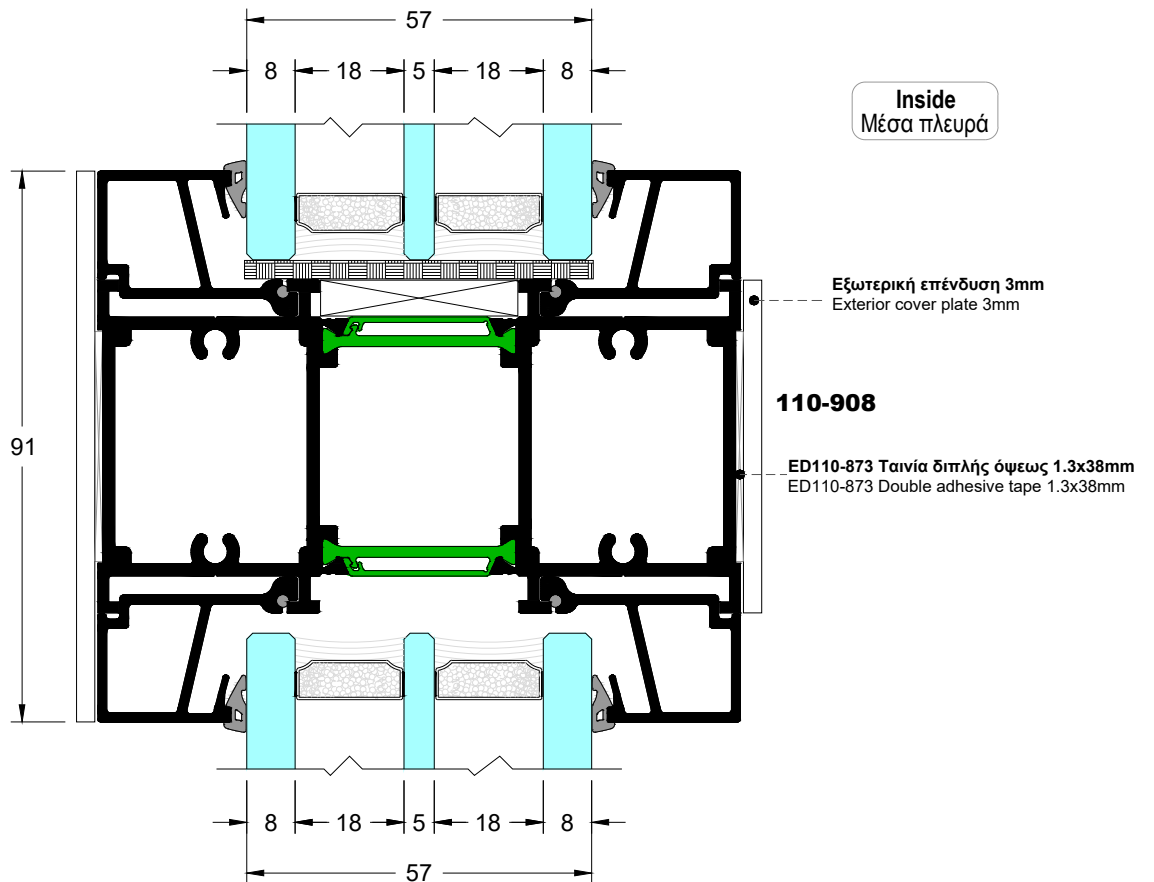 57
8 18 5 18 8
Inside
Μέσα πλευρά
Εξωτερική επένδυση 3mm
Exterior cover plate 3mm
110-908
91
ED110-873 Ταινία διπλής όψεως 1.3x38mm
ED110-873 Double adhesive tape 1.3x38mm
8 18 5 18 8
57